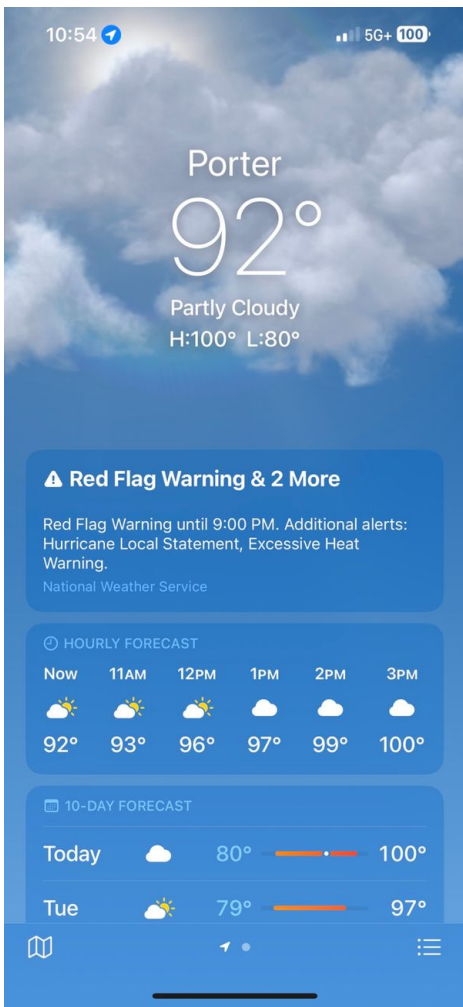 10:54 5G+ 100
Porter
92°
Partly Cloudy
H:100° L:80°
Red Flag Warning & 2 More
Red Flag Warning until 9:00 PM. Additional alerts:
Hurricane Local Statement, Excessive Heat
Warning.
National Weather Service
HOURLY FORECAST
Now 11AM 12PM 1PM 2PM 3PM
92° 93° 96° 97° 99° 100°
10-DAY FORECAST
Today 80° 100°
Tue 79° 97°